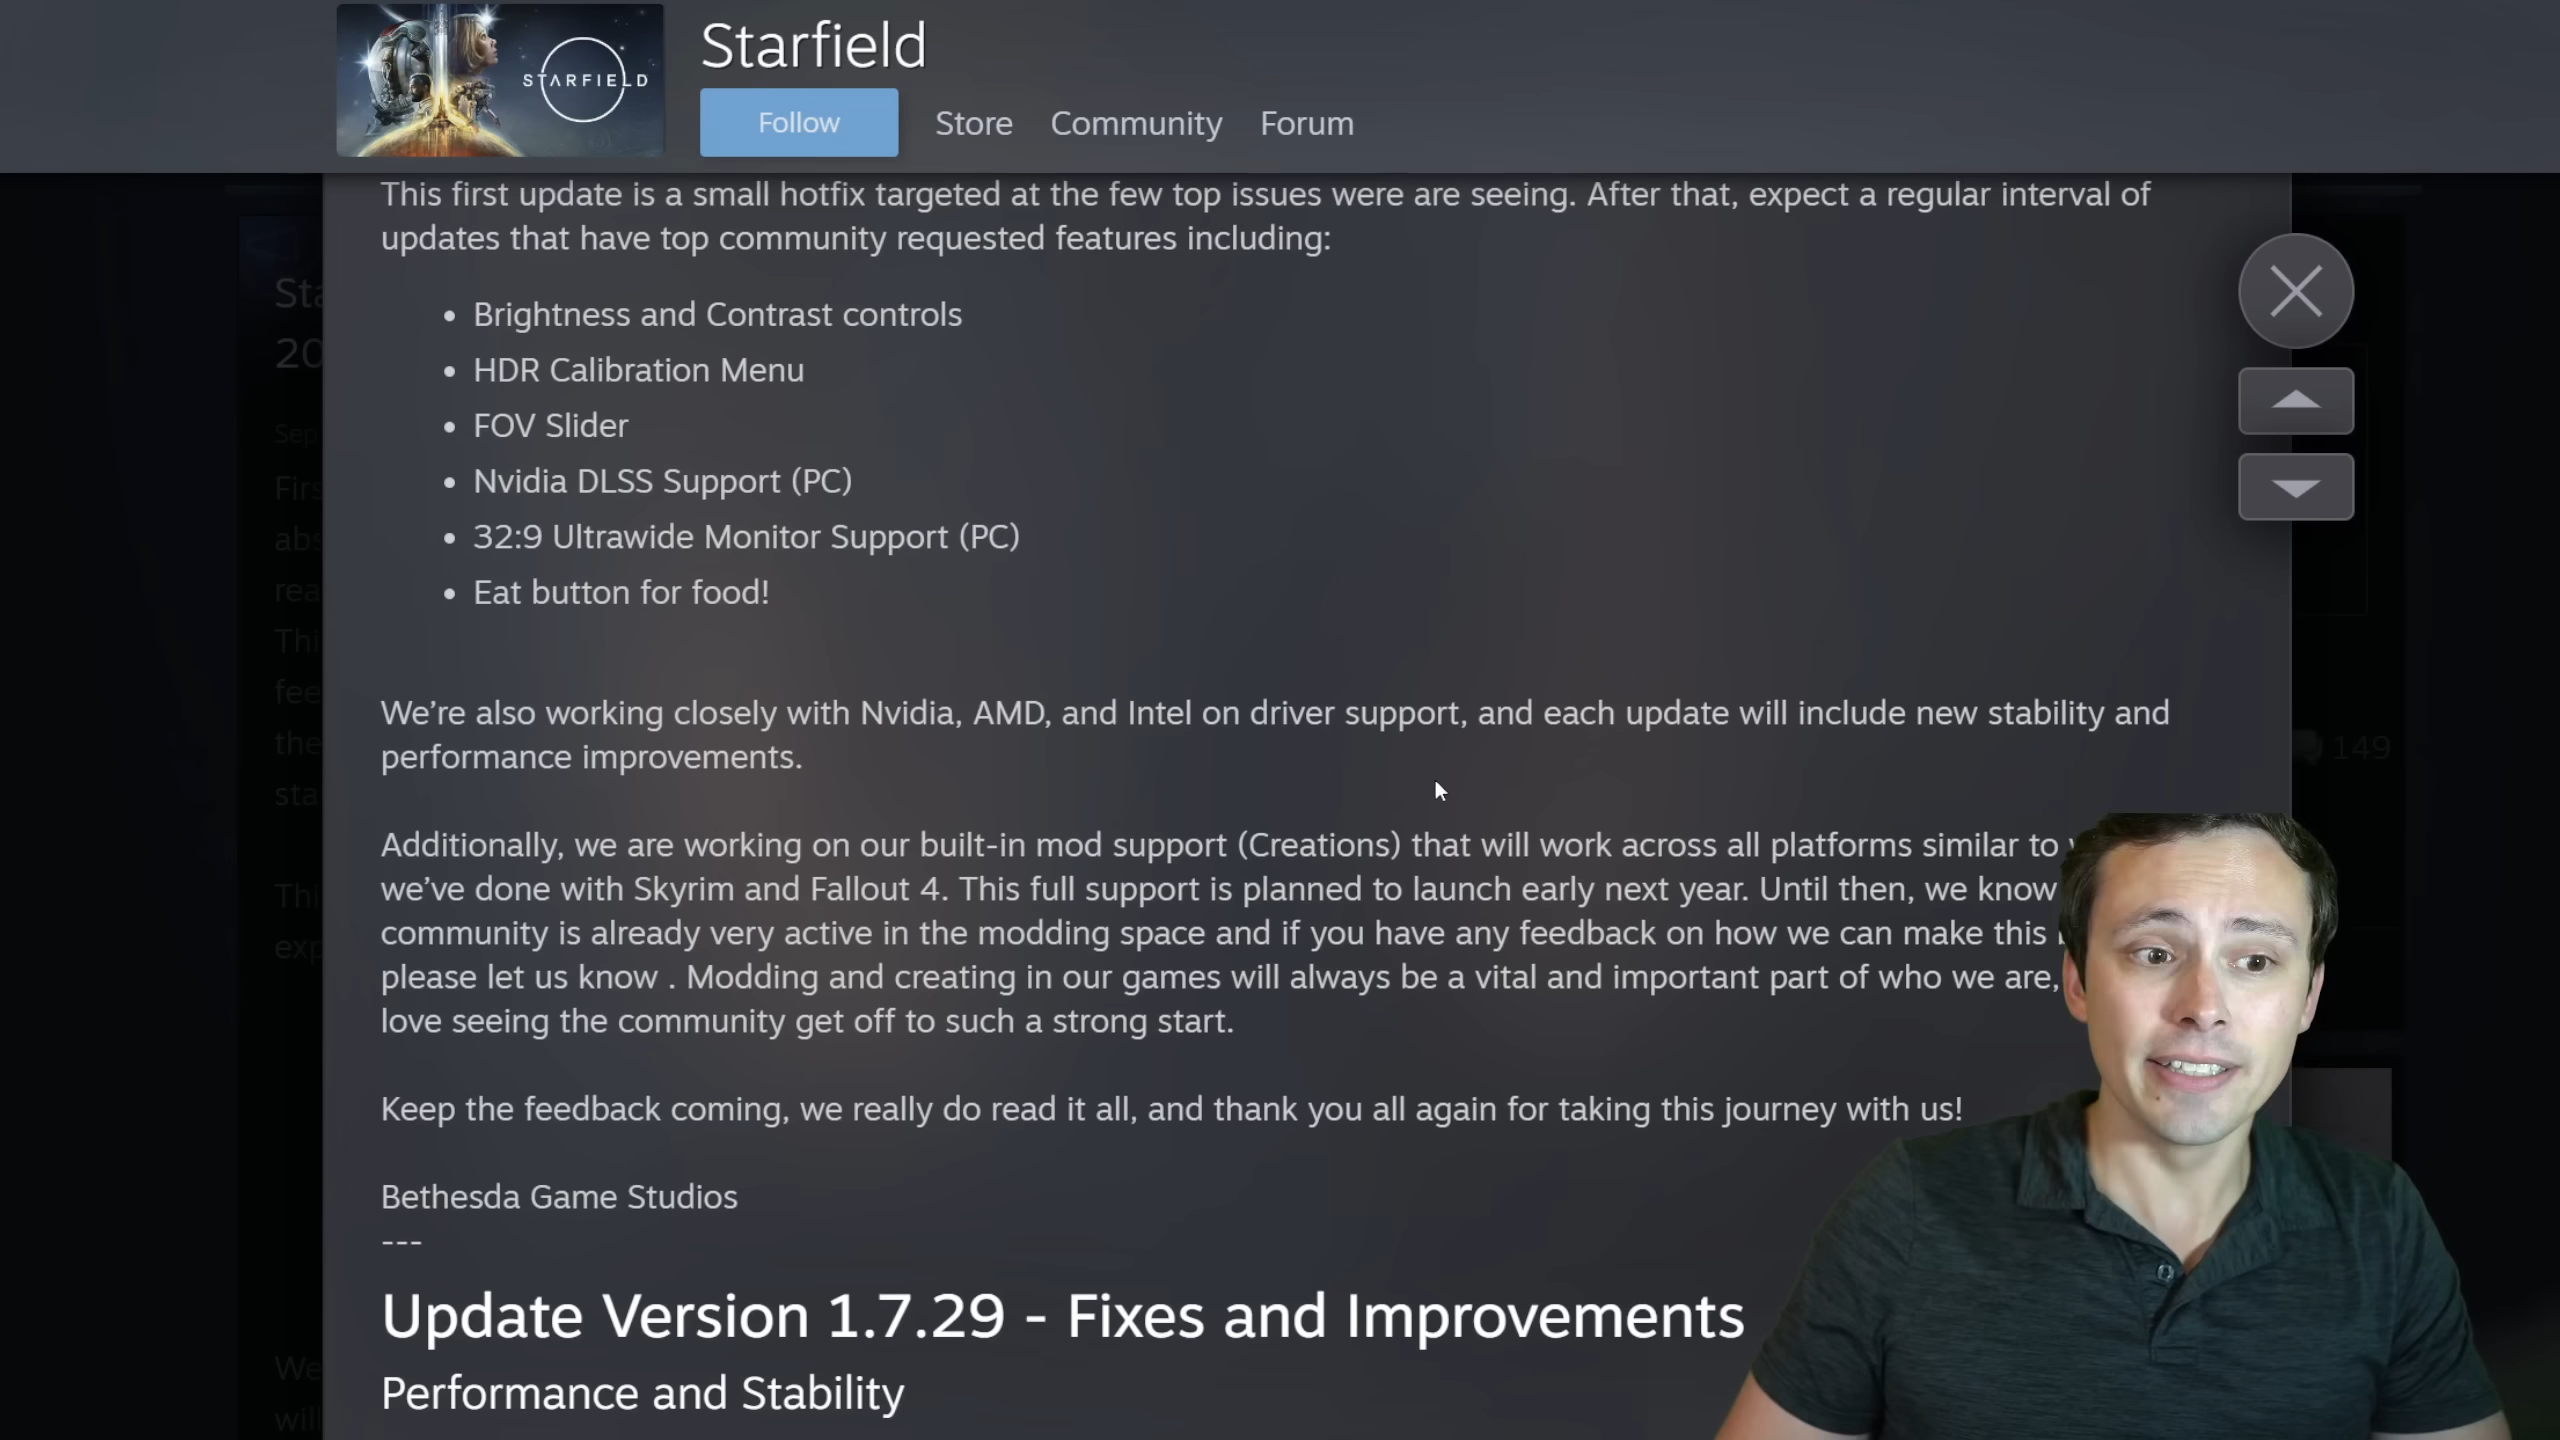 STARFIELD
Starfield
Follow
Store
Community
Forum
This first update is a small hotfix targeted at the few top issues were are seeing. After that, expect a regular interval of
updates that have top community requested features including:
• Brightness and Contrast controls
• HDR Calibration Menu
• FOV Slider
• Nvidia DLSS Support (PC)
• 32:9 Ultrawide Monitor Support (PC)
• Eat button for food!
We’re also working closely with Nvidia, AMD, and Intel on driver support, and each update will include new stability and
performance improvements.
Additionally, we are working on our built-in mod support (Creations) that will work across all platforms similar to
we’ve done with Skyrim and Fallout 4. This full support is planned to launch early next year. Until then, we know
community is already very active in the modding space and if you have any feedback on how we can make this
please let us know . Modding and creating in our games will always be a vital and important part of who we are,
love seeing the community get off to such a strong start.
Keep the feedback coming, we really do read it all, and thank you all again for taking this journey with us!
Bethesda Game Studios
---
Update Version 1.7.29 - Fixes and Improvements
Performance and Stability
149